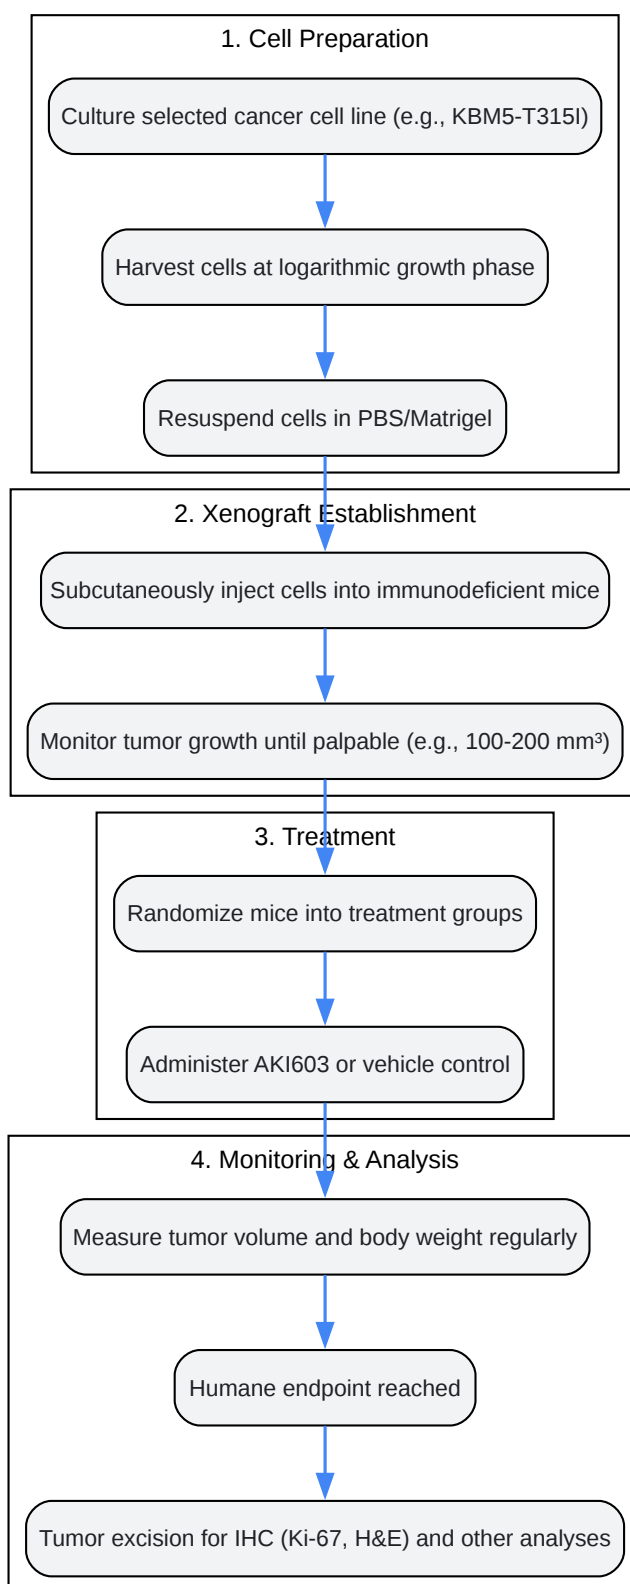 1. Cell Preparation
Culture selected cancer cell line (e.g., KBM5-T315I)
Harvest cells at logarithmic growth phase
Resuspend cells in PBS/Matrigel
2. Xenograft Establishment
Subcutaneously inject cells into immunodeficient mice
Monitor tumor growth until palpable (e.g., 100-200 mm³)
3. Treatment
Randomize mice into treatment groups
Administer AKI603 or vehicle control
4. Monitoring & Analysis
Measure tumor volume and body weight regularly
Humane endpoint reached
Tumor excision for IHC (Ki-67, H&E) and other analyses